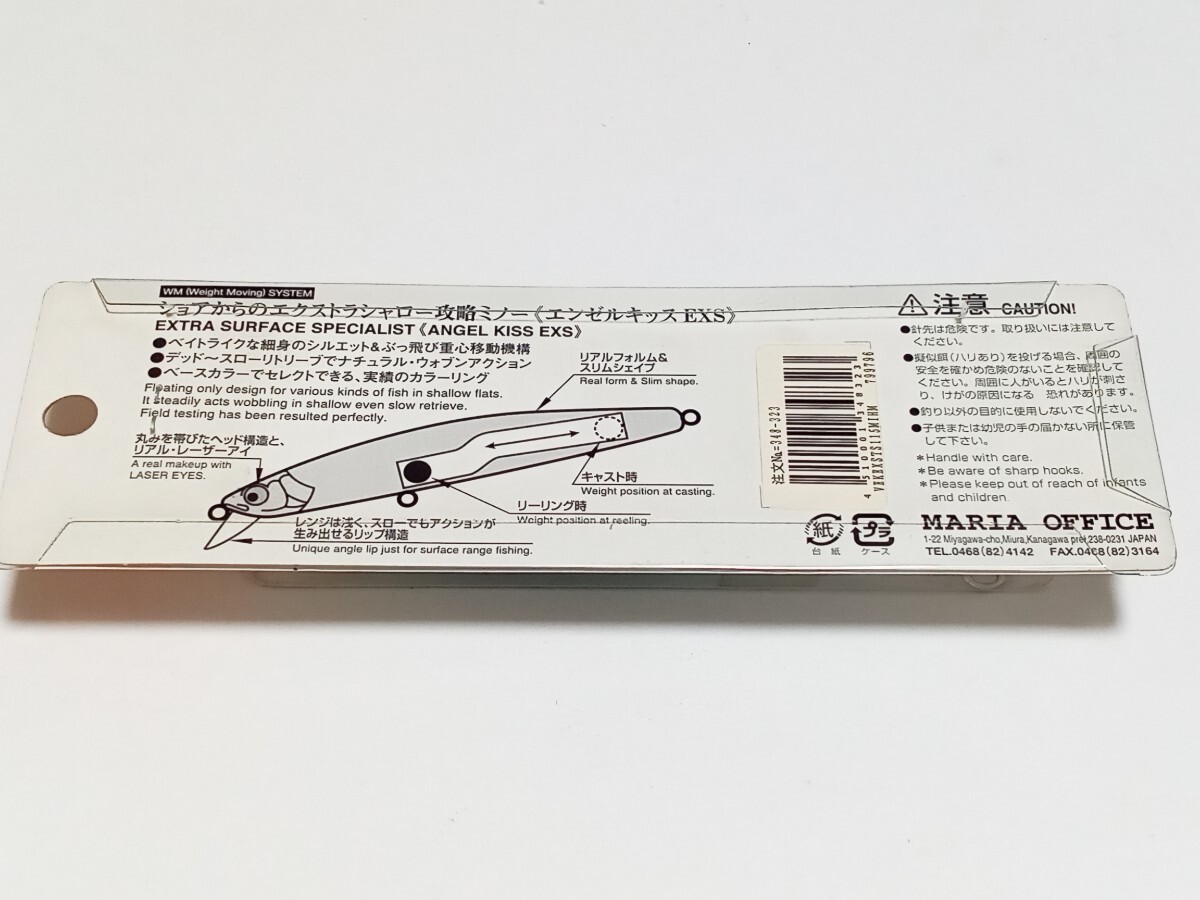 WM (Weight Moving) SYSTEM
ショアからのエクストラシャロー攻略ミノー《エンゼルキッスEXS》
EXTRA SURFACE SPECIALIST《ANGEL KISS EXS》
●ベイトライクな細身のシルエット&ぶっ飛び重心移動機構
●デッド〜スローリトリーブでナチュラル・ウォブンアクション
●ベースカラーでセレクトできる、実績のカラーリング
Floating only design for various kinds of fish in shallow flats.
It steadily acts wobbling in shallow even slow retrieve.
Field testing has been resulted perfectly.
丸みを帯びたヘッド構造と、
リアル・レーザーアイ
A real makeup with
LASER EYES.
リアルフォルム&
スリムシェイプ
Real form & Slim shape.
キャスト時
Weight position at casting.
リーリング時
Weight position at reeling.
レンジは浅く、スローでもアクションが
生み出せるリップ構造
Unique angle lip just for surface range fishing.
注文No=348-323
4510001348323
799796
VEKEXSTS115MIHM
注意 CAUTION!
●針先は危険です。取り扱いには注意して
ください。
●擬似餌(ハリあり)を投げる場合、周囲の
安全を確かめ危険のないことを確認して
ください。周囲に人がいるとハリが刺さ
り、けがの原因になる 恐れがあります。
●釣り以外の目的に使用しないでください。
●子供または幼児の手の届かない所に保管
して下さい。
*Handle with care.
*Be aware of sharp hooks.
*Please keep out of reach of infants
and children.
紙
台紙
プラ
ケース
MARIA OFFICE
1-22 Miyagawa-cho,Miura,Kanagawa pref,238-0231 JAPAN
TEL.0468(82)4142 FAX.0468(82)3164